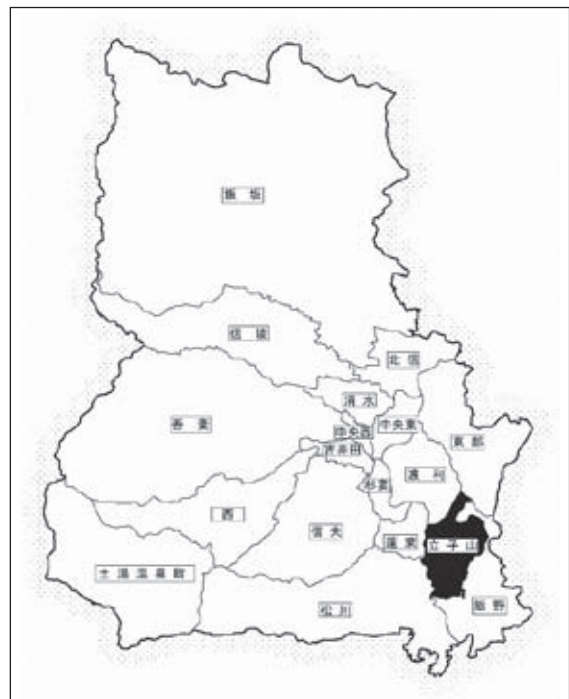 飯坂
信陵
北信
清水
吾妻
中央西
中央東
吉井田
東部
渡利
杉妻
西
信夫
蓬莱
立子山
土湯温泉町
飯野
松川